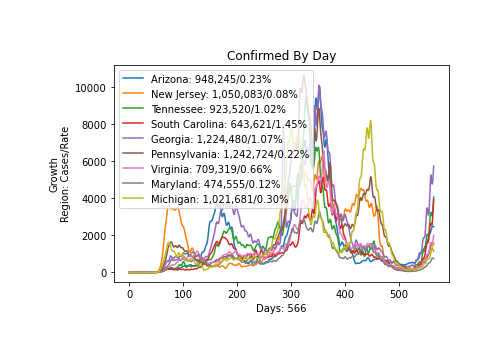 Confirmed By Day
Growth
Region: Cases/Rate
10000
8000
6000
4000
2000
0
Arizona: 948,245/0.23%
New Jersey: 1,050,083/0.08%
Tennessee: 923,520/1.02%
South Carolina: 643,621/1.45%
Georgia: 1,224,480/1.07%
Pennsylvania: 1,242,724/0.22%
Virginia: 709,319/0.66%
Maryland: 474,555/0.12%
Michigan: 1,021,681/0.30%
0 100 200 300 400 500
Days: 566